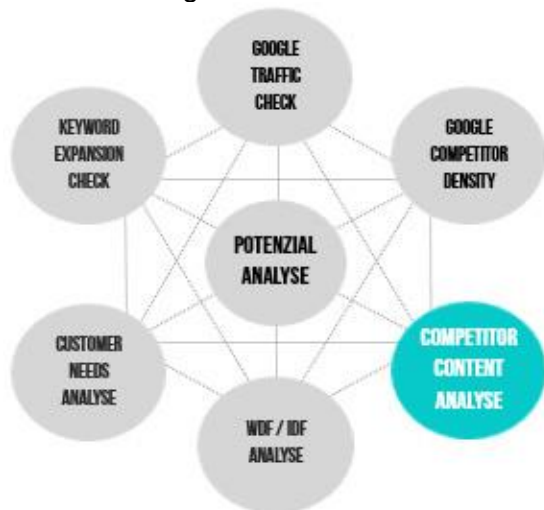 GOOGLE
TRAFFIC
CHECK
KEYWORD
EXPANSION
CHECK
GOOGLE
COMPETITOR
DENSITY
POTENZIAL
ANALYSE
CUSTOMER
NEEDS
ANALYSE
COMPETITOR
CONTENT
ANALYSE
WDF / IDF
ANALYSE